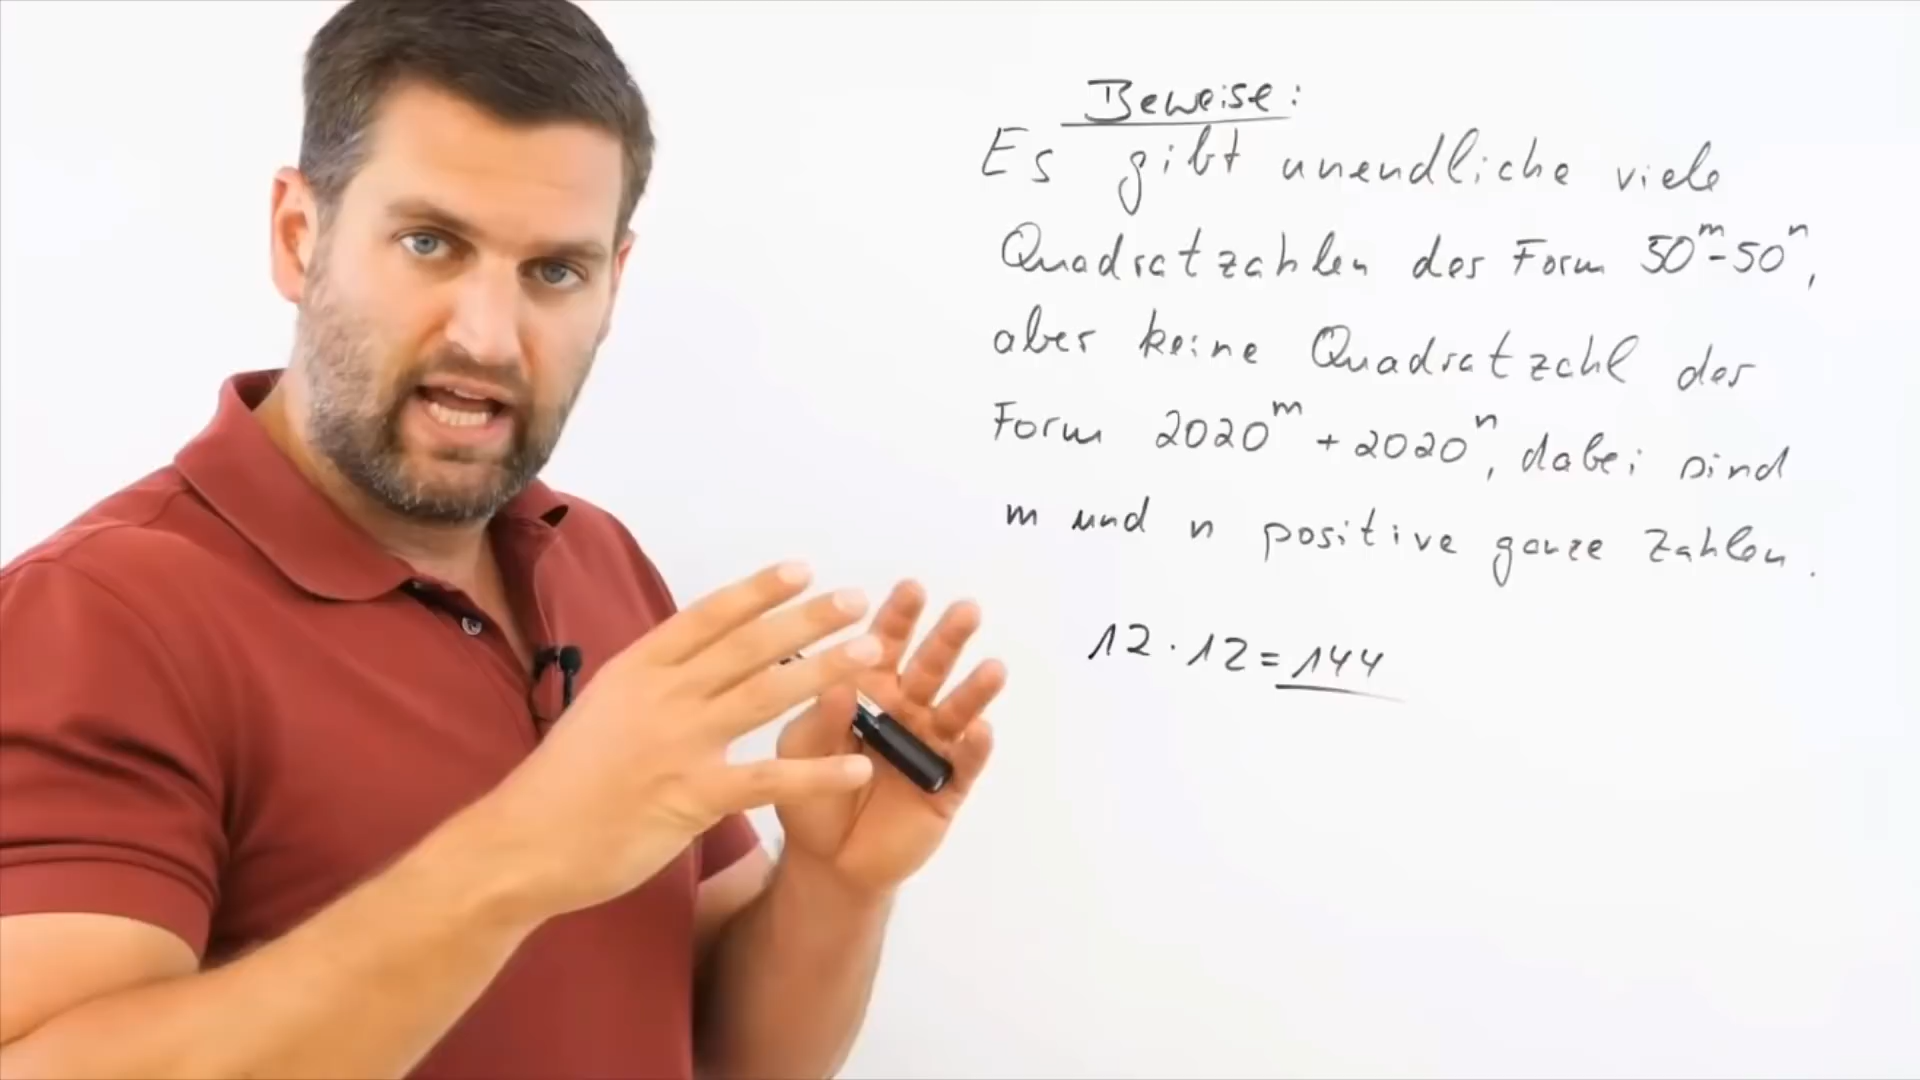 Beweise:
Es gibt unendliche viele
Quadratzahlen der Form 50^m-50^n,
aber keine Quadratzahl der
Form 2020^m + 2020^n, dabei sind
m und n positive ganze Zahlen.
12 · 12 = 144